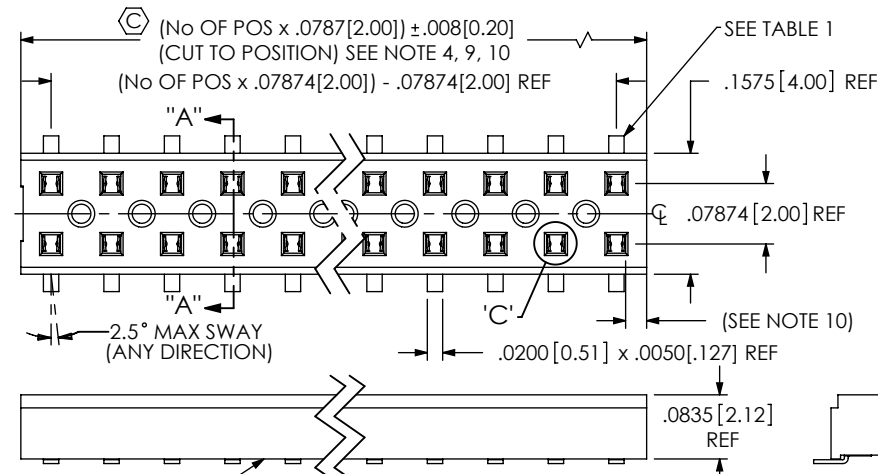 C (No OF POS x .0787[2.00]) ±.008[0.20]
(CUT TO POSITION) SEE NOTE 4, 9, 10
(No OF POS x .07874[2.00]) - .07874[2.00] REF
SEE TABLE 1
.1575[4.00] REF
"A"
℄ .07874[2.00] REF
"A"
'C'
(SEE NOTE 10)
2.5° MAX SWAY
(ANY DIRECTION)
.0200[0.51] x .0050[.127] REF
.0835[2.12]
REF